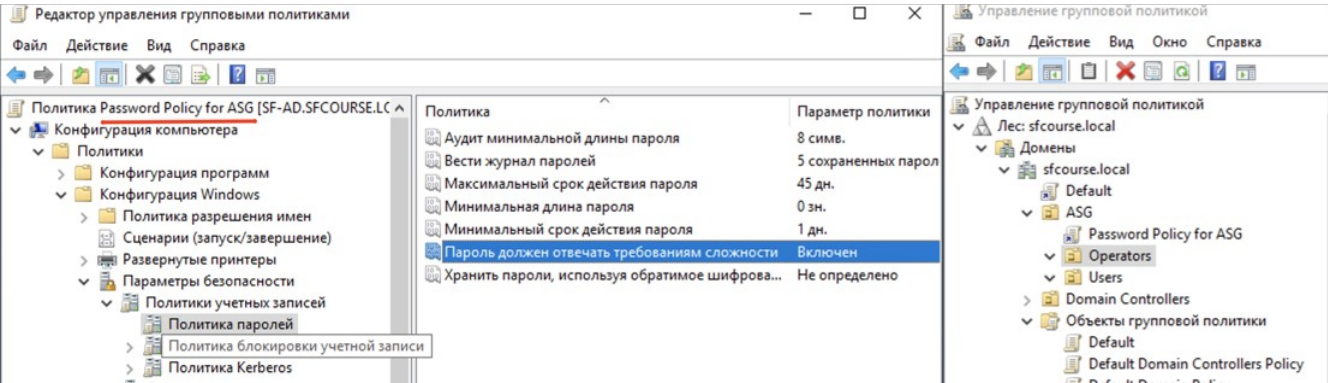 Редактор управления групповыми политиками
Файл Действие Вид Справка
Политика Password Policy for ASG [SF-AD.SFCOURSE.LC
Конфигурация компьютера
Политики
Конфигурация программ
Конфигурация Windows
Политика разрешения имен
Сценарии (запуск/завершение)
Развернутые принтеры
Параметры безопасности
Политики учетных записей
Политика паролей
Политика блокировки учетной записи
Политика Kerberos
Политика Параметр политики
Аудит минимальной длины пароля 8 симв.
Вести журнал паролей 5 сохраненных парол
Максимальный срок действия пароля 45 дн.
Минимальная длина пароля 0 зн.
Минимальный срок действия пароля 1 дн.
Пароль должен отвечать требованиям сложности Включен
Хранить пароли, используя обратимое шифрова... Не определено
Управление групповой политикой
Файл Действие Вид Окно Справка
Управление групповой политикой
Лес: sfcourse.local
Домены
sfcourse.local
Default
ASG
Password Policy for ASG
Operators
Users
Domain Controllers
Объекты групповой политики
Default
Default Domain Controllers Policy